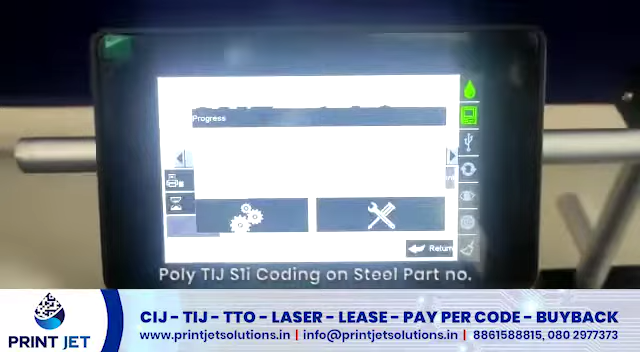 Progress
Return
Poly TIJ S1i Coding on Steel Part no.
PRINT JET
CIJ - TIJ - TTO - LASER - LEASE - PAY PER CODE - BUYBACK
www.printjetsolutions.in | info@printjetsolutions.in | 8861588815, 080 2977373